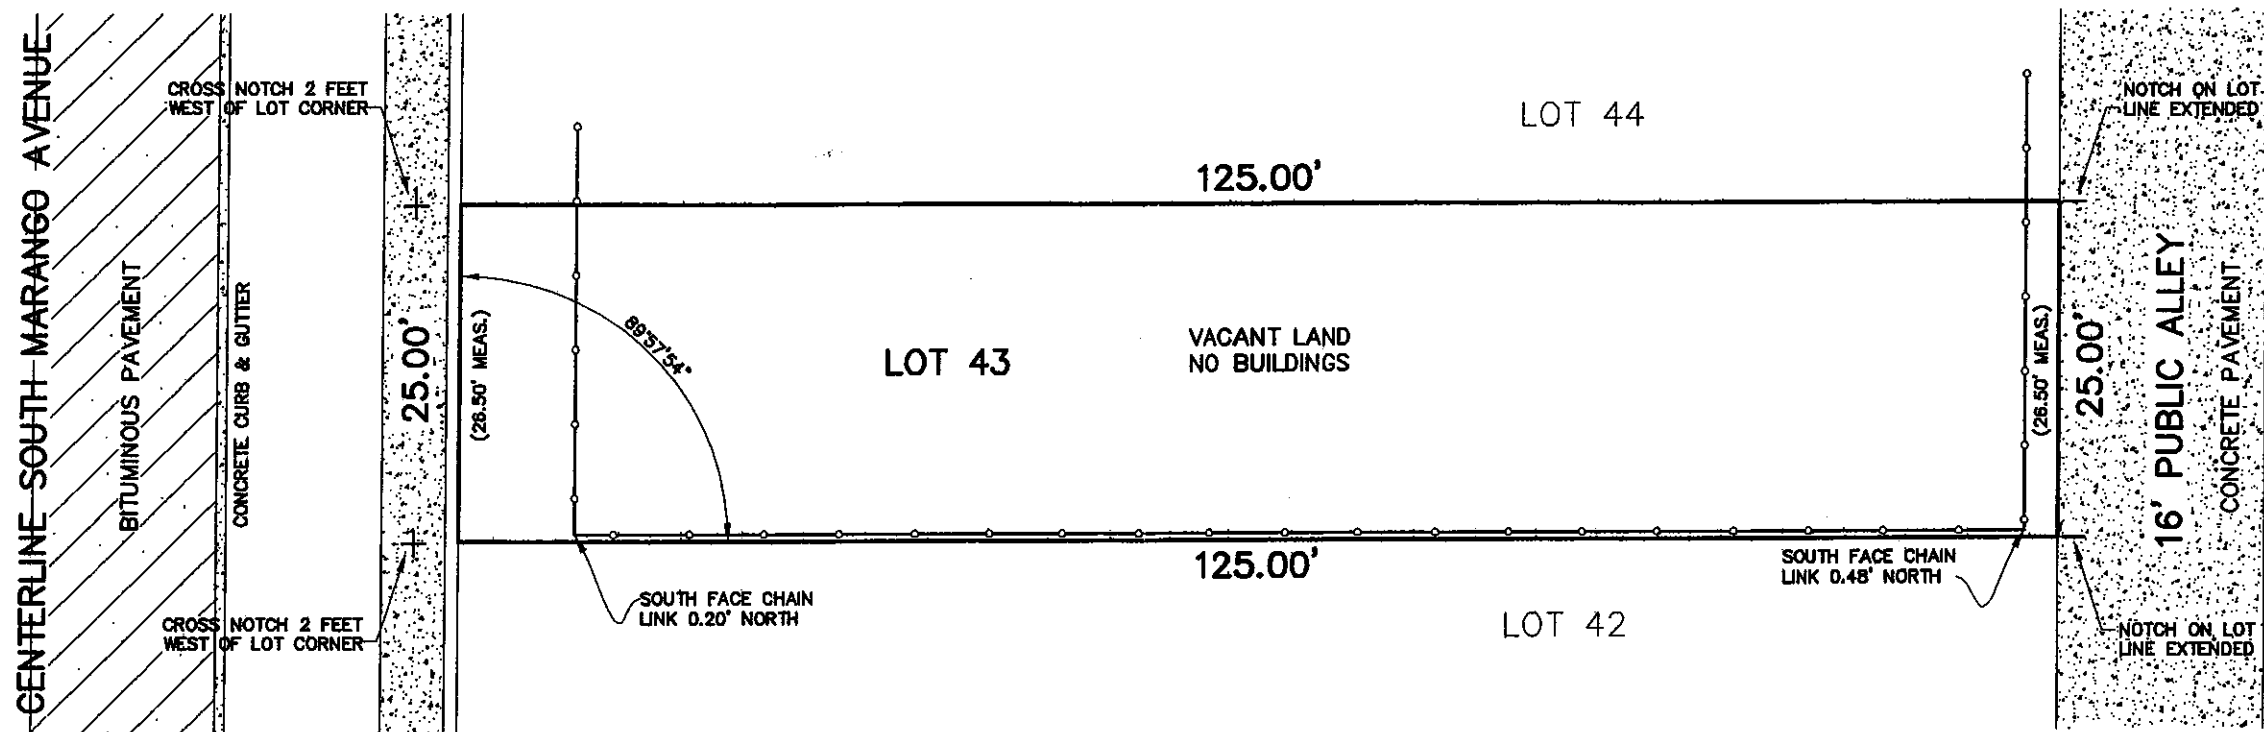 CENTERLINE SOUTH MARANGO AVENUE
BITUMINOUS PAVEMENT
CONCRETE CURB & GUTTER
CROSS NOTCH 2 FEET
WEST OF LOT CORNER
25.00'
(26.50' MEAS.)
CROSS NOTCH 2 FEET
WEST OF LOT CORNER
89°57'54"
125.00'
LOT 44
LOT 43
VACANT LAND
NO BUILDINGS
125.00'
SOUTH FACE CHAIN
LINK 0.20' NORTH
LOT 42
SOUTH FACE CHAIN
LINK 0.48' NORTH
(26.50' MEAS.)
25.00'
NOTCH ON LOT
LINE EXTENDED
16' PUBLIC ALLEY
CONCRETE PAVEMENT
NOTCH ON LOT
LINE EXTENDED